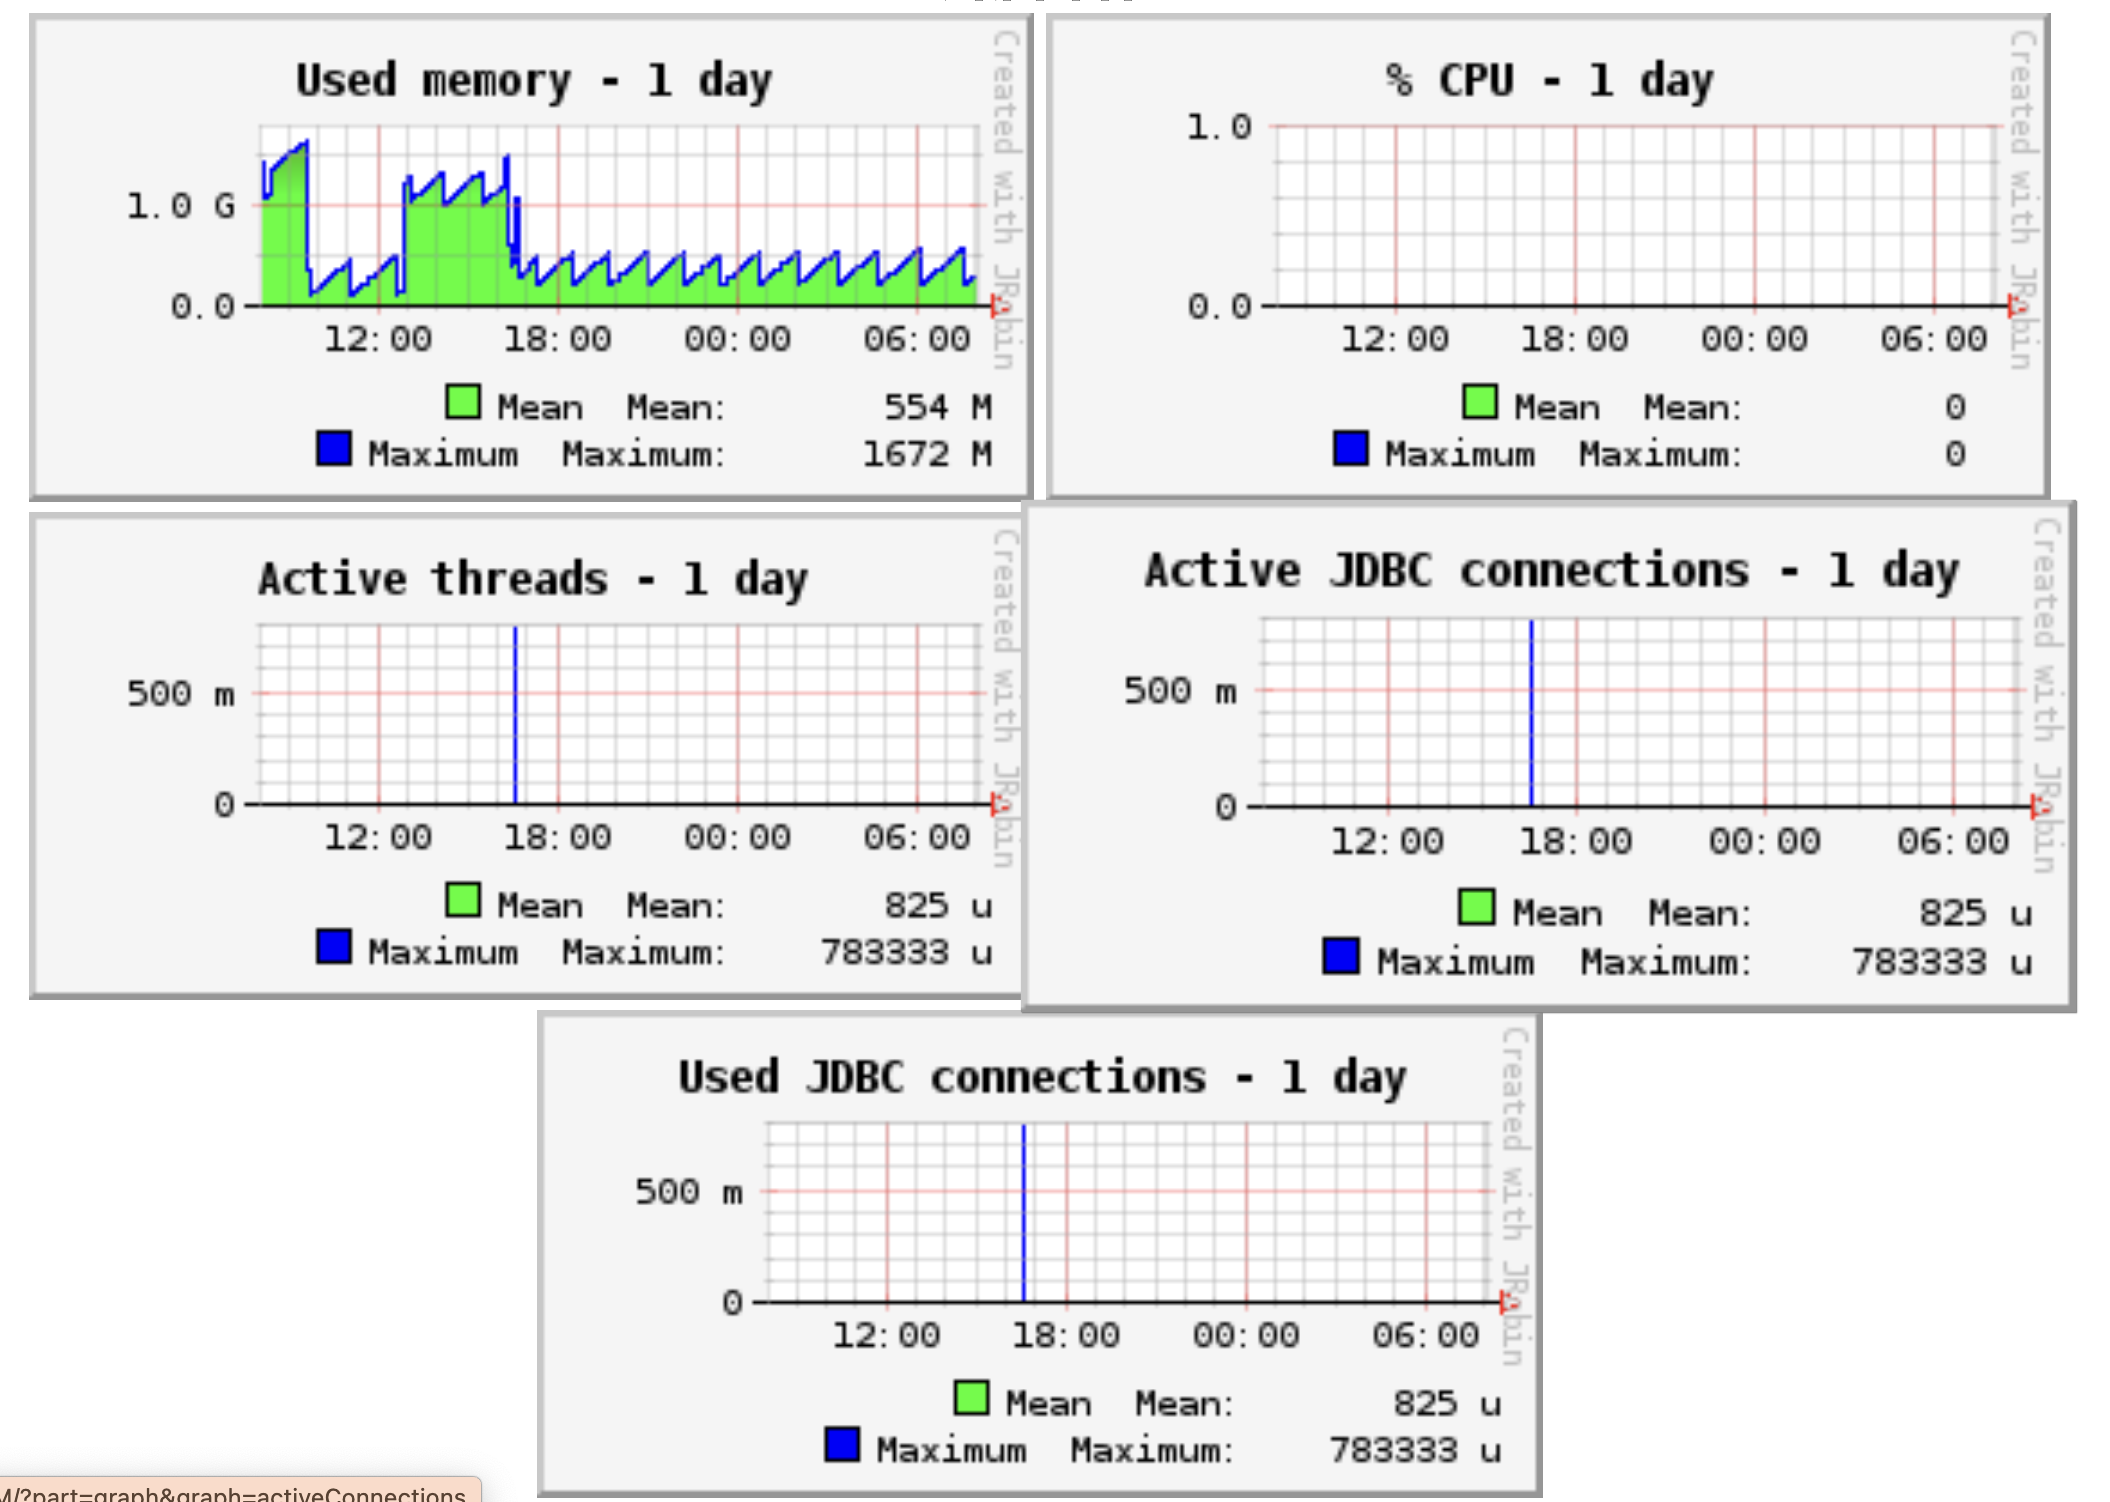 Used memory - 1 day
1.0 G
0.0
12:00 18:00 00:00 06:00
Mean Mean: 554 M
Maximum Maximum: 1672 M
Created with JRobin
% CPU - 1 day
1.0
0.0
12:00 18:00 00:00 06:00
Mean Mean: 0
Maximum Maximum: 0
Created with JRobin
Active threads - 1 day
500 m
0
12:00 18:00 00:00 06:00
Mean Mean: 825 u
Maximum Maximum: 783333 u
Created with JRobin
Active JDBC connections - 1 day
500 m
0
12:00 18:00 00:00 06:00
Mean Mean: 825 u
Maximum Maximum: 783333 u
Created with JRobin
Used JDBC connections - 1 day
500 m
0
12:00 18:00 00:00 06:00
Mean Mean: 825 u
Maximum Maximum: 783333 u
Created with JRobin
M/?part=graph&graph=activeConnections